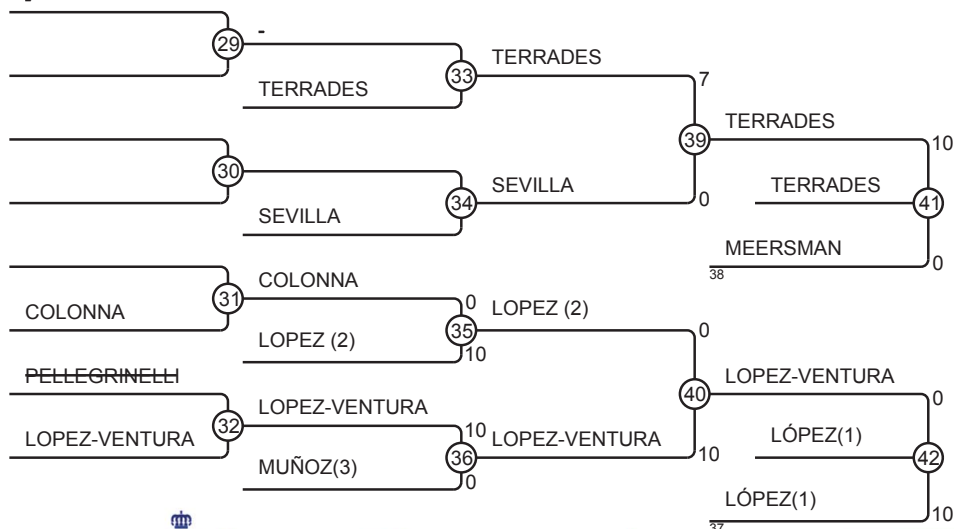 29
-
TERRADES
33
TERRADES
7
30
SEVILLA
34
SEVILLA
0
39
TERRADES
10
TERRADES
41
MEERSMAN
38
0
COLONNA
31
COLONNA
0
LOPEZ (2)
35
10
LOPEZ (2)
0
PELLEGRINELLI
32
LOPEZ-VENTURA
LOPEZ-VENTURA
10
MUÑOZ(3)
36
0
LOPEZ-VENTURA
10
40
LOPEZ-VENTURA
0
LÓPEZ(1)
42
LÓPEZ(1)
37
10